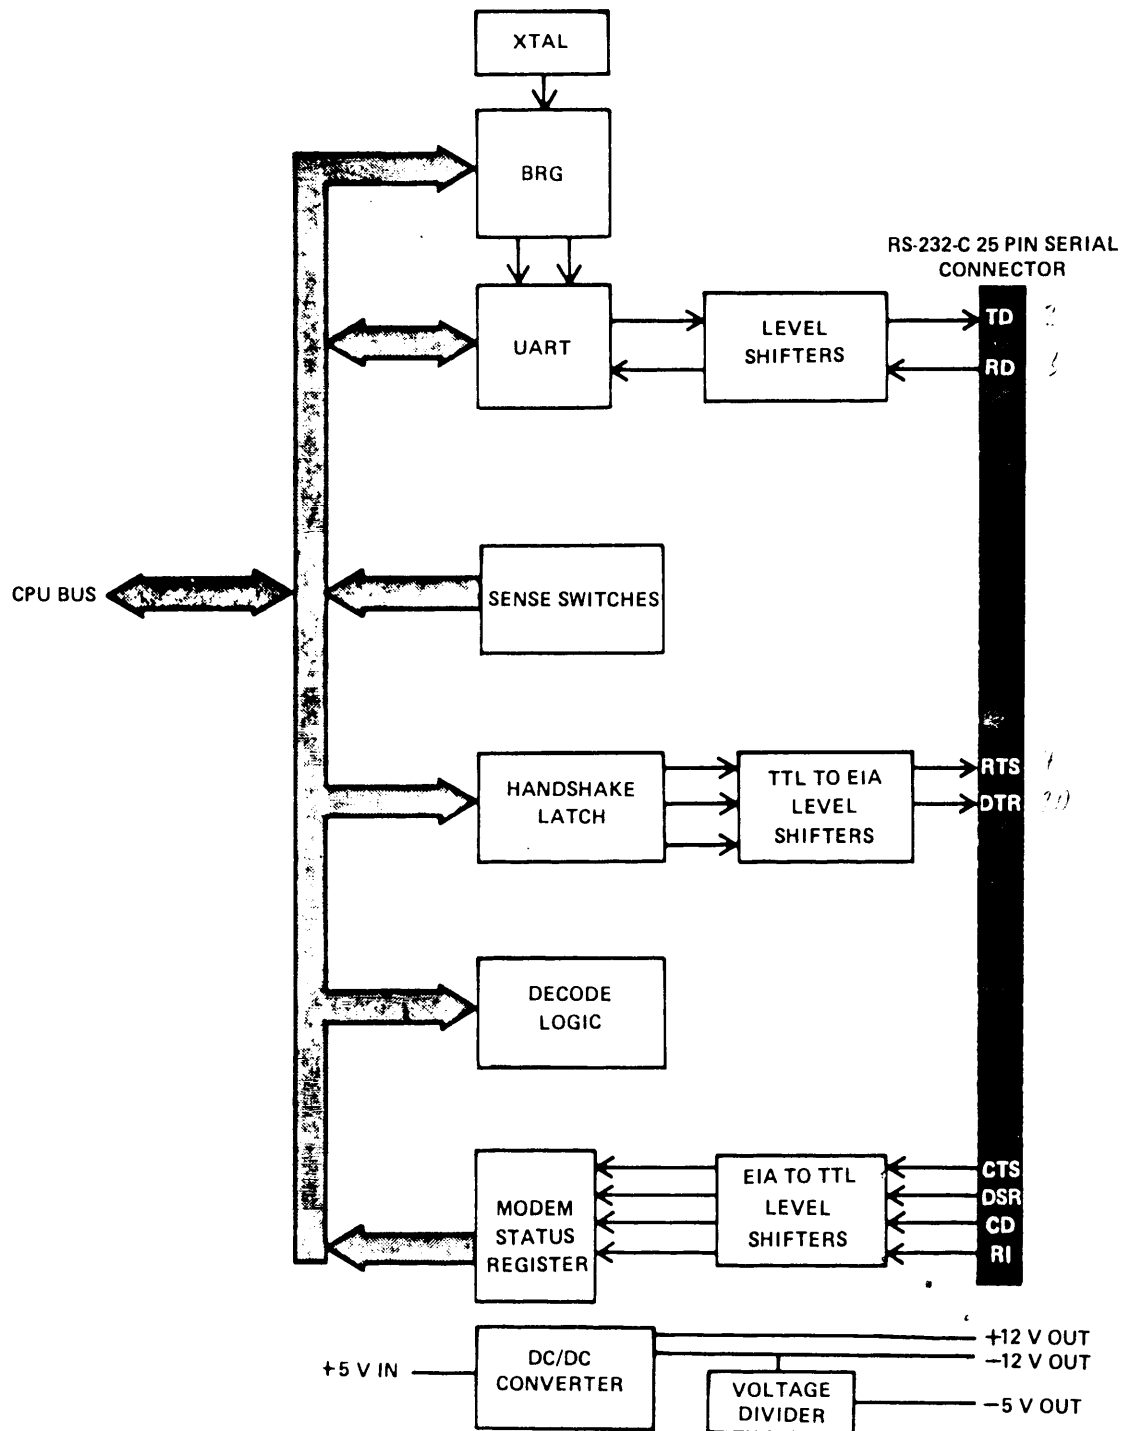 XTAL
BRG
RS-232-C 25 PIN SERIAL
CONNECTOR
UART
LEVEL
SHIFTERS
TD
RD
CPU BUS
SENSE SWITCHES
HANDSHAKE
LATCH
TTL TO EIA
LEVEL
SHIFTERS
RTS
DTR
20
DECODE
LOGIC
MODEM
STATUS
REGISTER
EIA TO TTL
LEVEL
SHIFTERS
CTS
DSR
CD
RI
+5 V IN
DC/DC
CONVERTER
+12 V OUT
−12 V OUT
VOLTAGE
DIVIDER
−5 V OUT